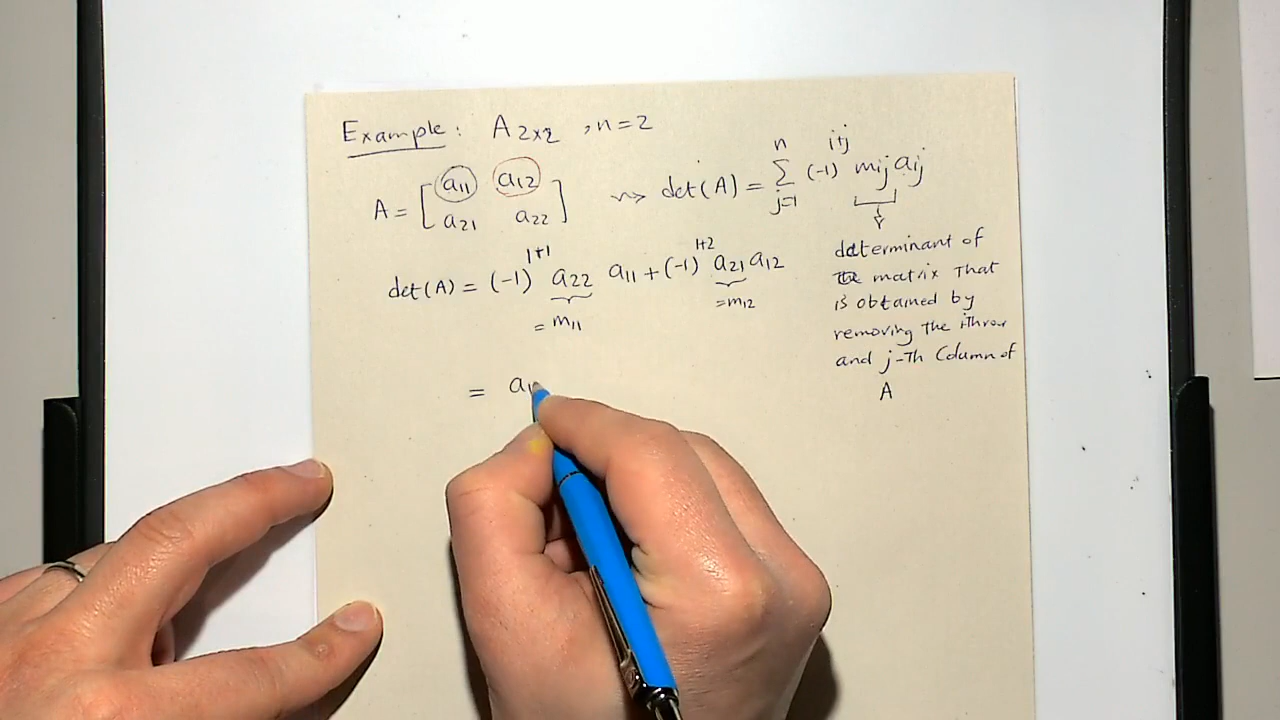 Example: A2x2 , n=2
A = [ a11 a12
a21 a22 ]
⇝ det(A) = n ∑ j=1 (-1) i+j mij aij
det(A) = (-1) 1+1 a22 a11 + (-1) 1+2 a21 a12
= m11
= m12
determinant of
the matrix that
is obtained by
removing the i-th row
and j-th Column of
A
= a1